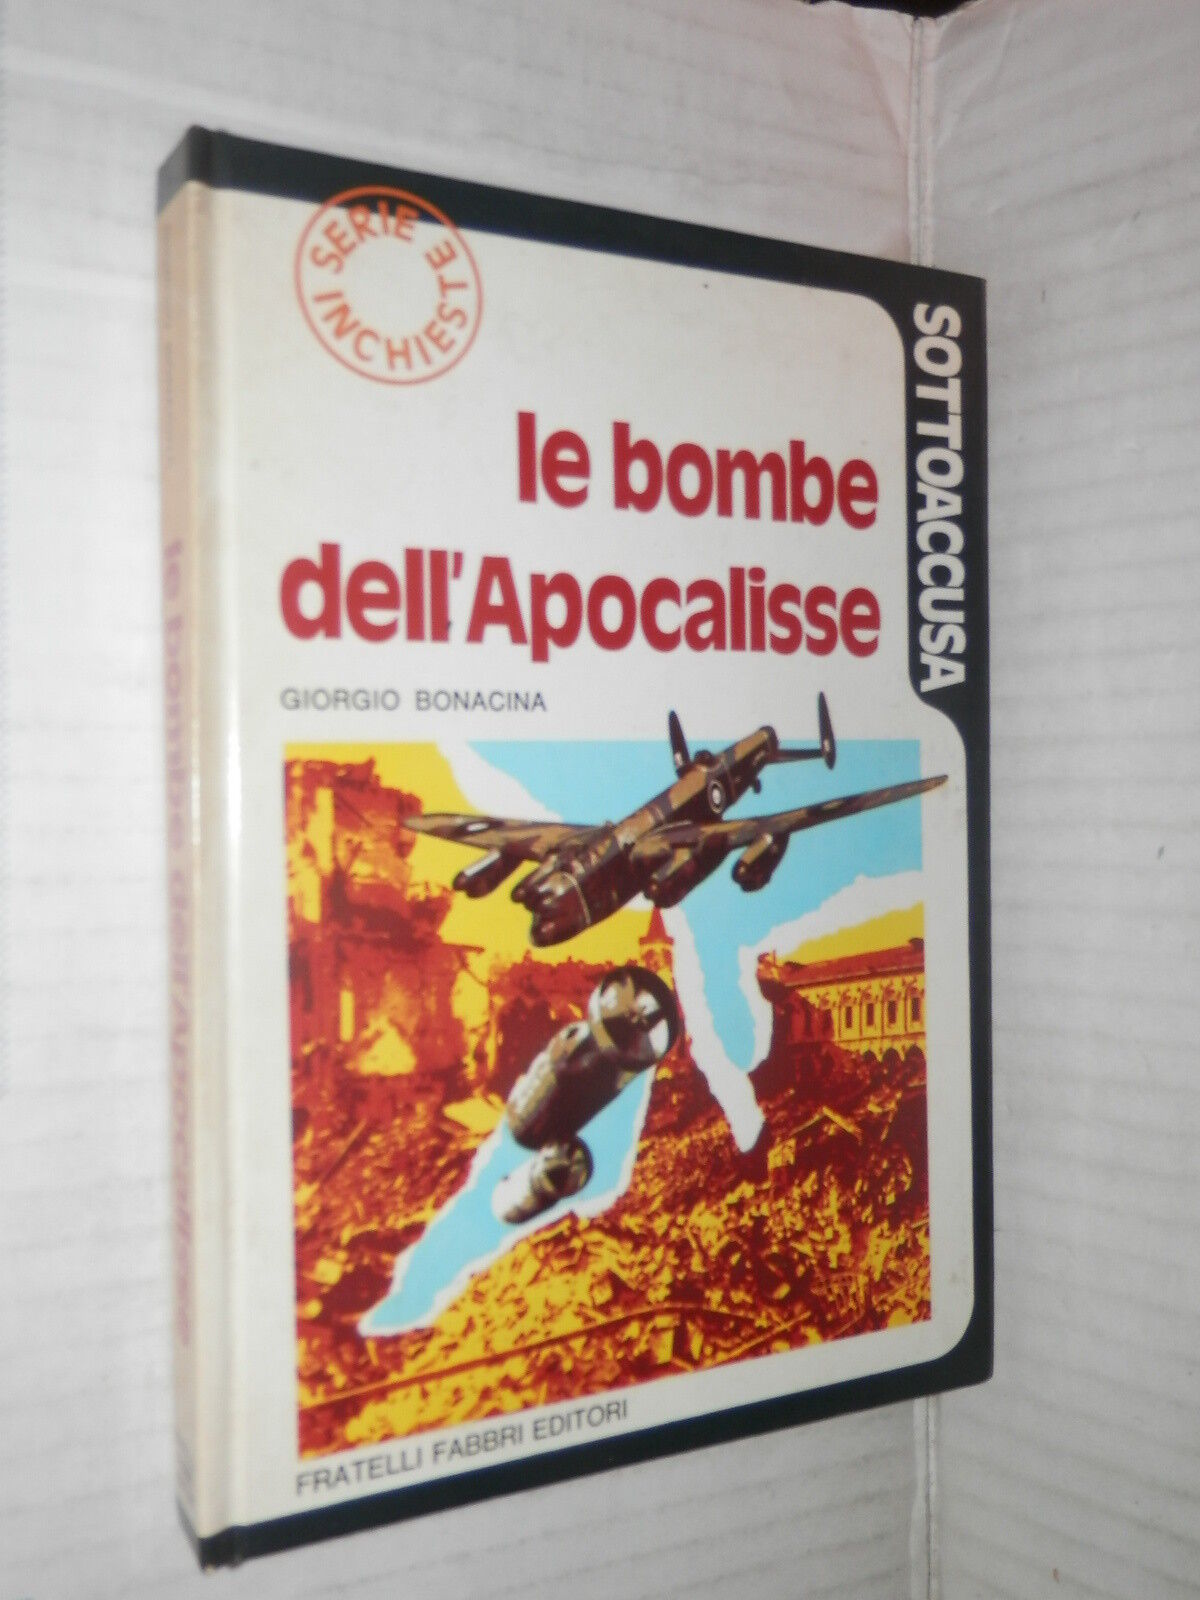 SERIE INCHIESTE
SOTTOACCUSA
le bombe
dell'Apocalisse
GIORGIO BONACINA
FRATELLI FABBRI EDITORI
le bombe dell'Apocalisse